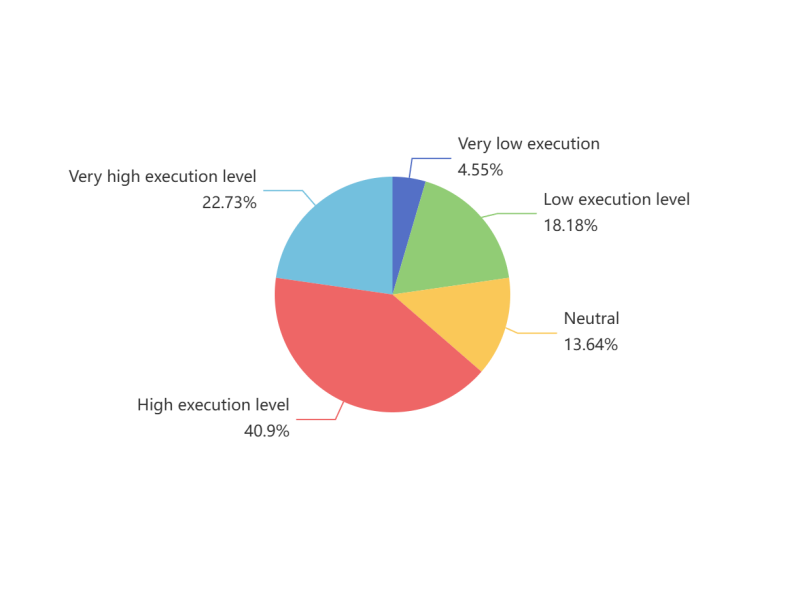 Very low execution
4.55%
Low execution level
18.18%
Neutral
13.64%
High execution level
40.9%
Very high execution level
22.73%